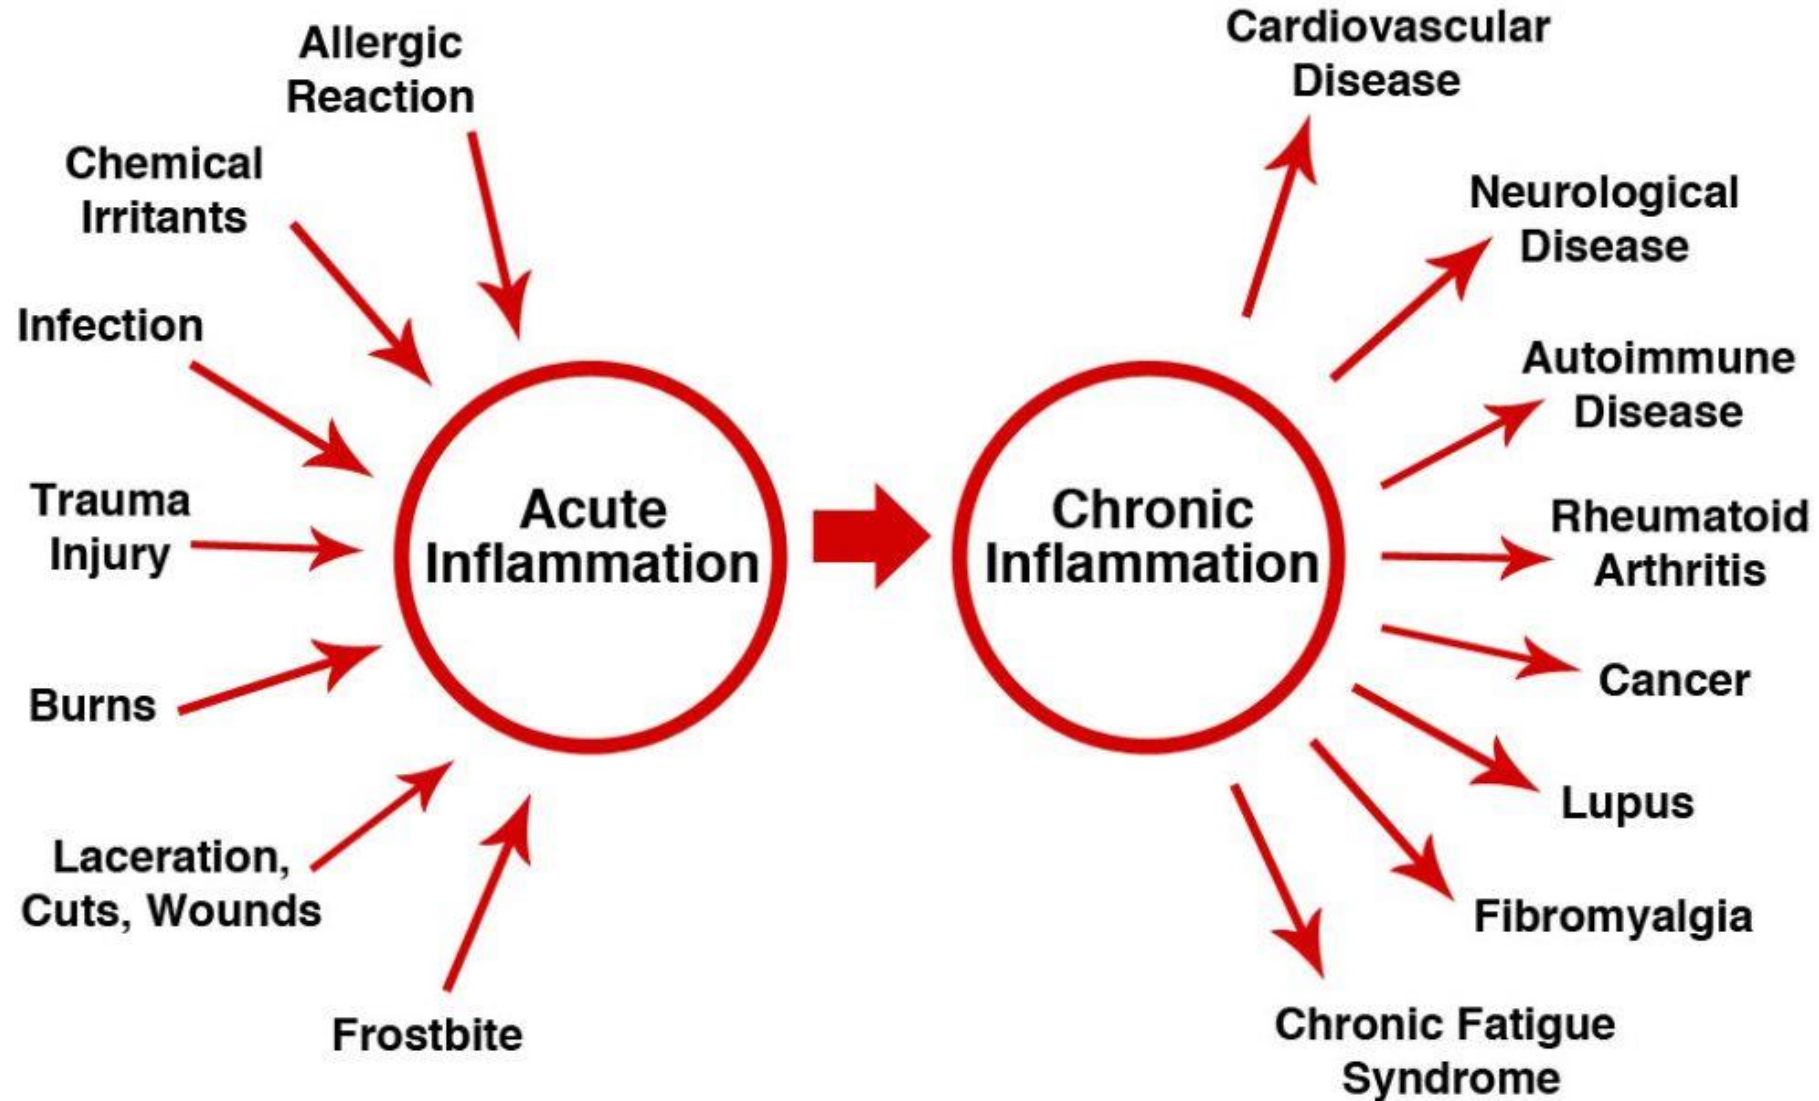 Allergic
Reaction
Chemical
Irritants
Infection
Trauma
Injury
Burns
Laceration,
Cuts, Wounds
Frostbite
Acute
Inflammation
Chronic
Inflammation
Cardiovascular
Disease
Neurological
Disease
Autoimmune
Disease
Rheumatoid
Arthritis
Cancer
Lupus
Fibromyalgia
Chronic Fatigue
Syndrome